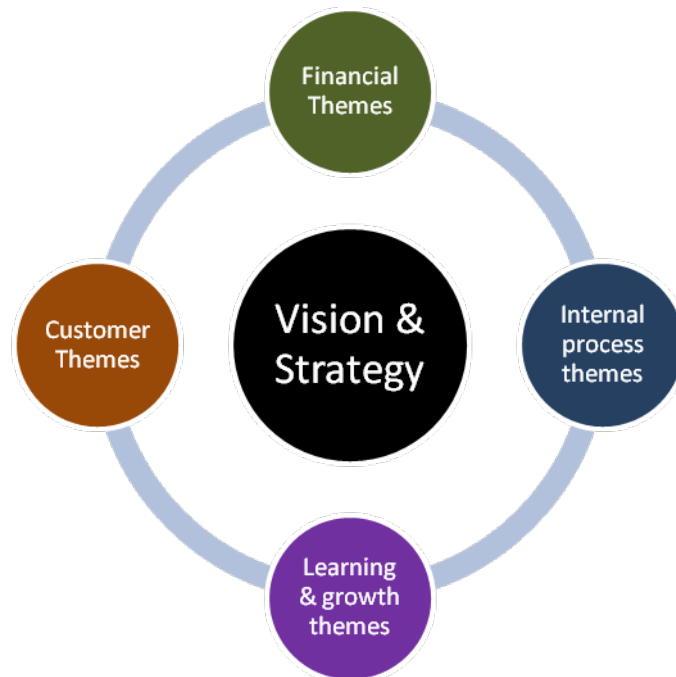 Financial
Themes
Customer
Themes
Vision &
Strategy
Internal
process
themes
Learning
& growth
themes